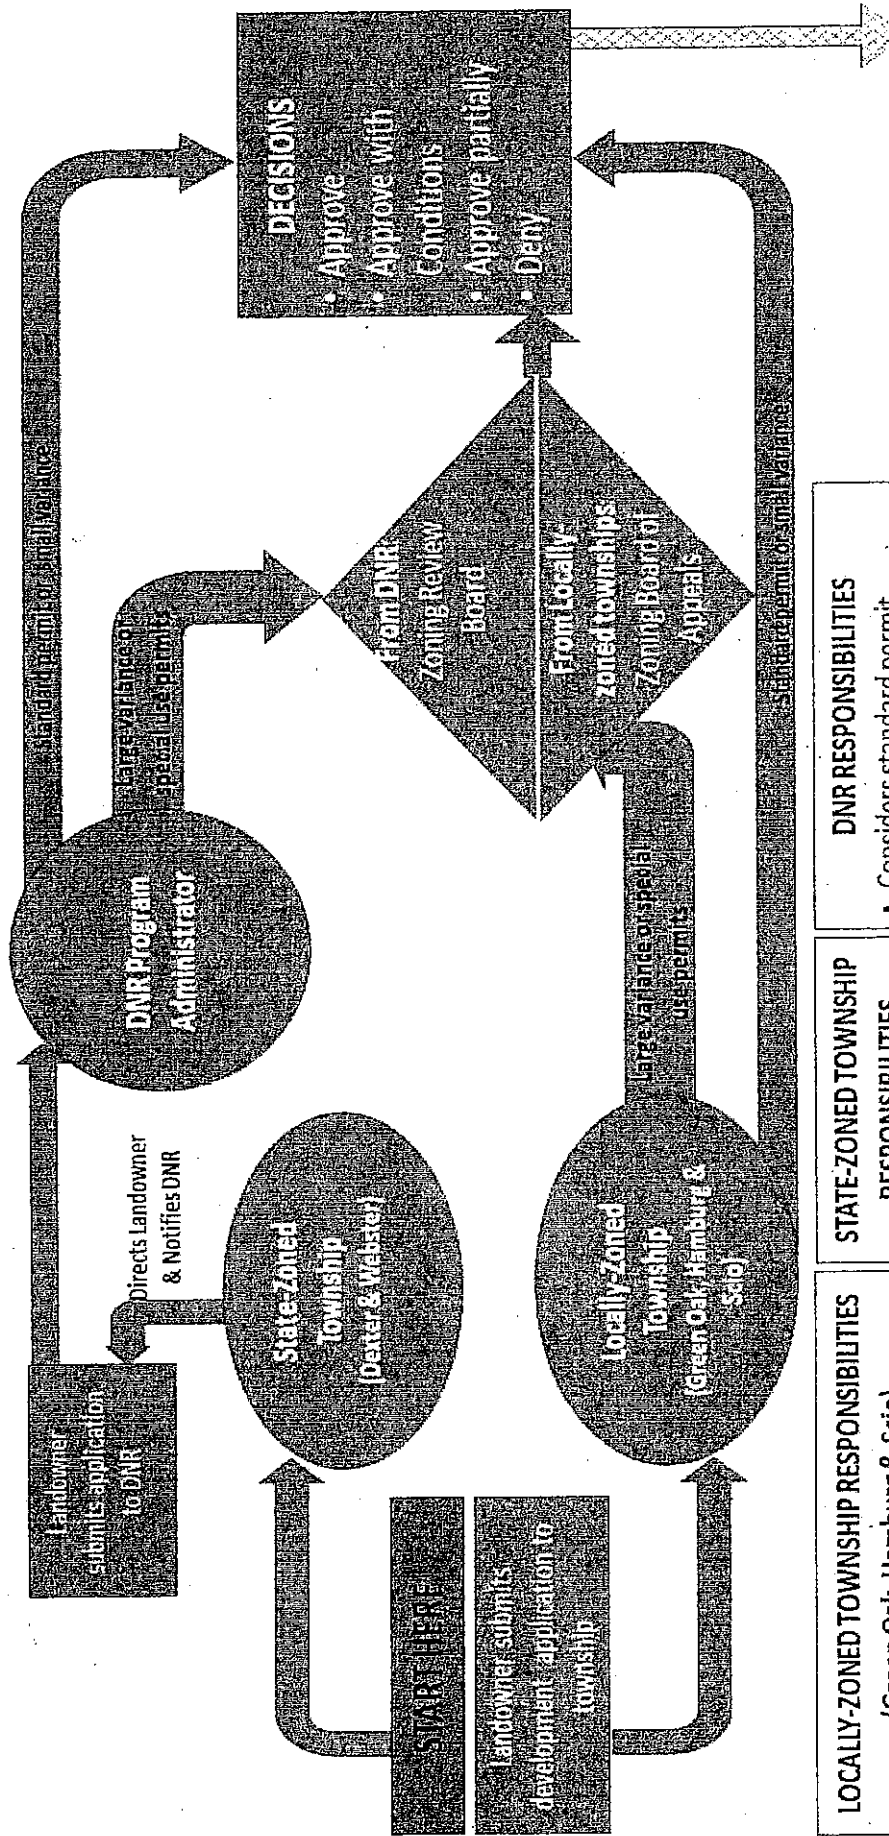 START HERE
Landowner submits
development application to
township
Landowner
submits application
to DNR
Directs Landowner
& Notifies DNR
State-Zoned
Township
(Dexter & Webster)
Locally-Zoned
Township
(Green Oak, Hamburg &
Scio)
DNR Program
Administrator
Standard permit or small variance
Large variance or
special use permits
Large variance or special
use permits
Standard permit or small variance
From DNR
Zoning Review
Board
From Locally
zoned townships
Zoning Board of
Appeals
DECISIONS
• Approve
• Approve with
Conditions
• Approve partially
• Deny
LOCALLY-ZONED TOWNSHIP RESPONSIBILITIES
(Green Oak, Hamburg & Scio)
STATE-ZONED TOWNSHIP
RESPONSIBILITIES
DNR RESPONSIBILITIES
• Considers standard permit